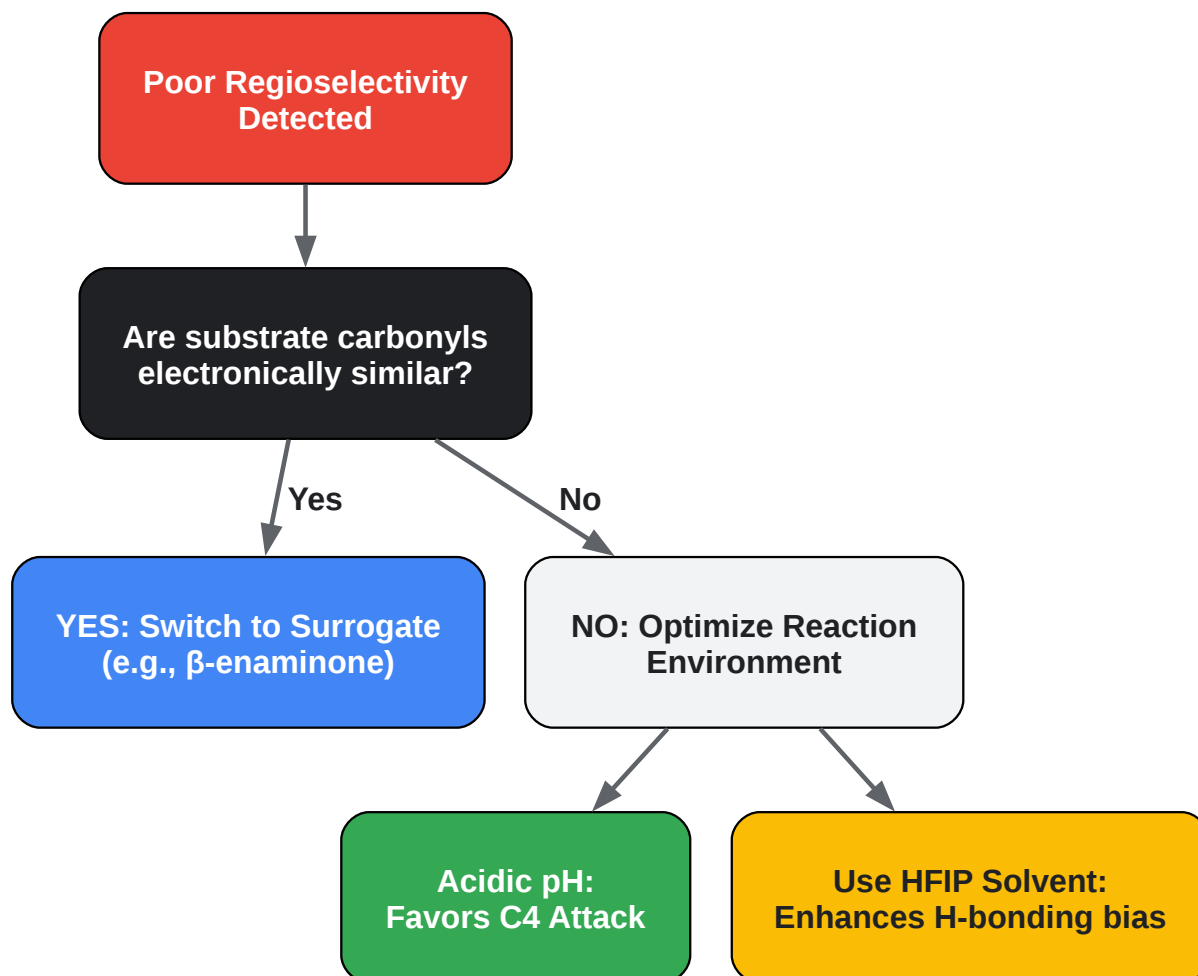 Poor Regioselectivity
Detected
Are substrate carbonyls
electronically similar?
Yes
No
YES: Switch to Surrogate
(e.g., β-enaminone)
NO: Optimize Reaction
Environment
Acidic pH:
Favors C4 Attack
Use HFIP Solvent:
Enhances H-bonding bias